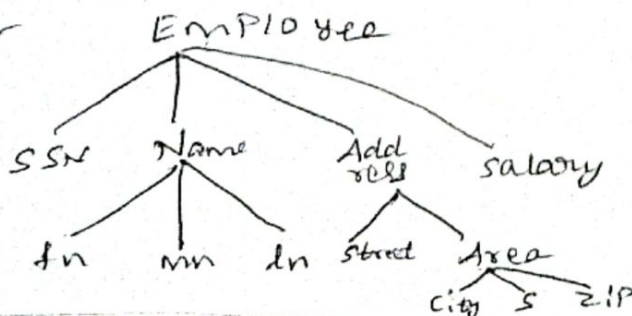 Employee
SSN Name Address Salary
fn mn ln Street Area
City S ZIP